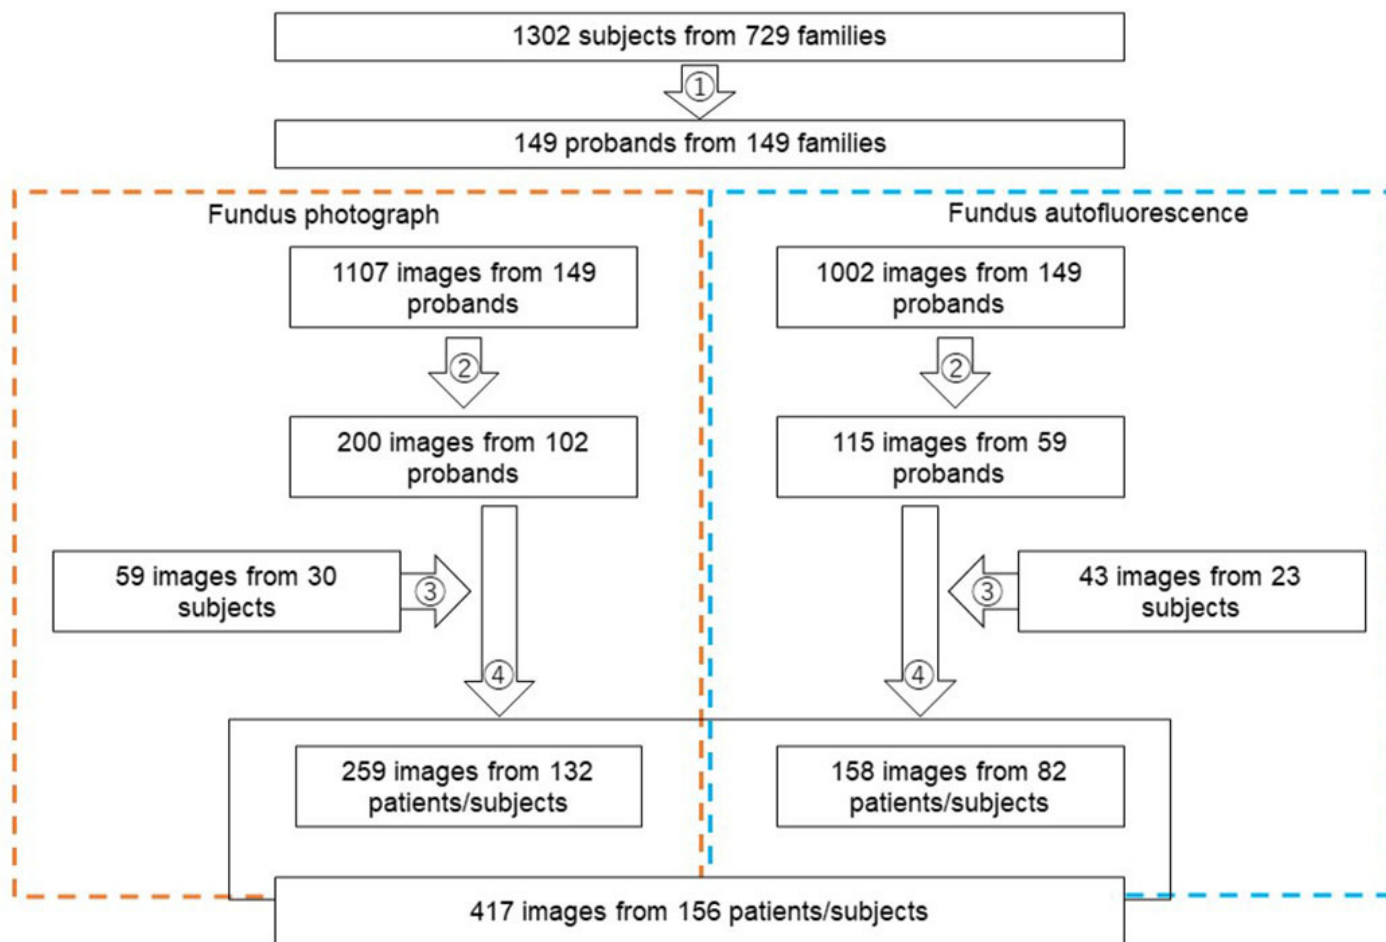 1302 subjects from 729 families
①
149 probands from 149 families
Fundus photograph
1107 images from 149
probands
②
200 images from 102
probands
59 images from 30
subjects
③
④
259 images from 132
patients/subjects
Fundus autofluorescence
1002 images from 149
probands
②
115 images from 59
probands
③
43 images from 23
subjects
④
158 images from 82
patients/subjects
417 images from 156 patients/subjects